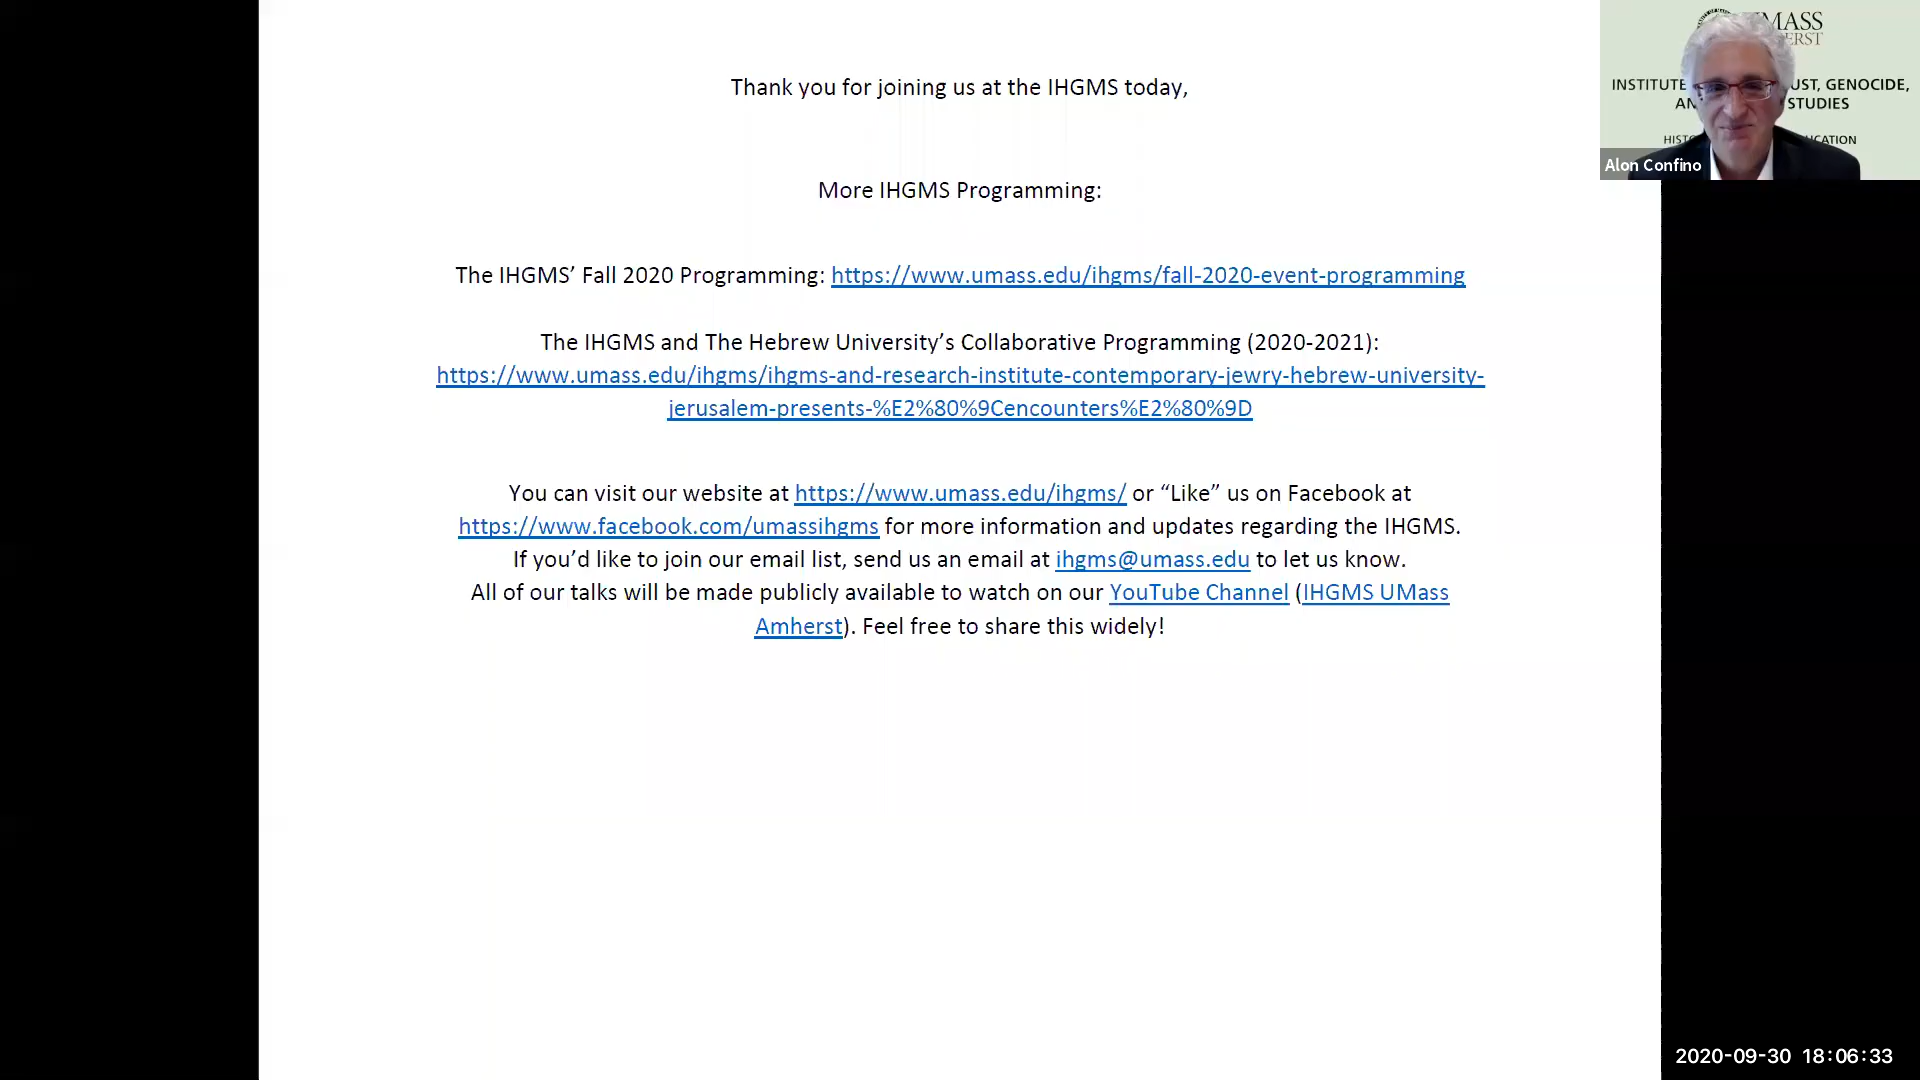 Thank you for joining us at the IHGMS today,
More IHGMS Programming:
The IHGMS’ Fall 2020 Programming: https://www.umass.edu/ihgms/fall-2020-event-programming
The IHGMS and The Hebrew University’s Collaborative Programming (2020-2021):
https://www.umass.edu/ihgms/ihgms-and-research-institute-contemporary-jewry-hebrew-university-
jerusalem-presents-%E2%80%9Cencounters%E2%80%9D
You can visit our website at https://www.umass.edu/ihgms/ or “Like” us on Facebook at
https://www.facebook.com/umassihgms for more information and updates regarding the IHGMS.
If you’d like to join our email list, send us an email at ihgms@umass.edu to let us know.
All of our talks will be made publicly available to watch on our YouTube Channel (IHGMS UMass
Amherst). Feel free to share this widely!
MASS
ERST
INSTITUTE UST, GENOCIDE,
AN STUDIES
HIST CATION
Alon Confino
2020-09-30 18:06:33